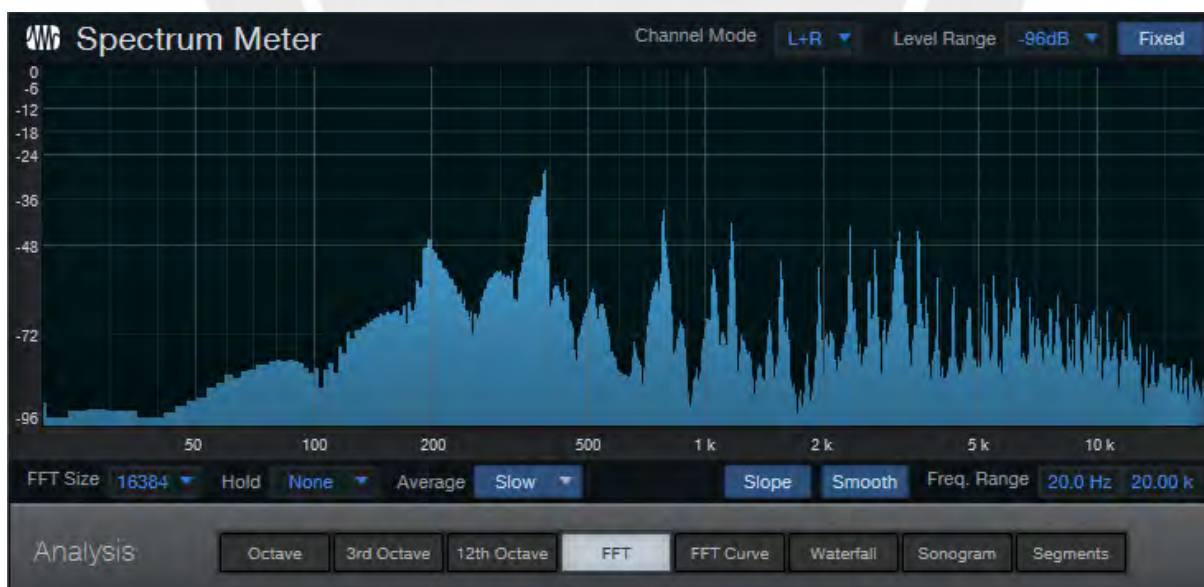 Spectrum Meter Channel Mode L+R Level Range -96dB Fixed
0
-6
-12
-18
-24
-36
-48
-72
-96
50 100 200 500 1 k 2 k 5 k 10 k
FFT Size 16384 Hold None Average Slow Slope Smooth Freq. Range 20.0 Hz 20.00 k
Analysis Octave 3rd Octave 12th Octave FFT FFT Curve Waterfall Sonogram Segments